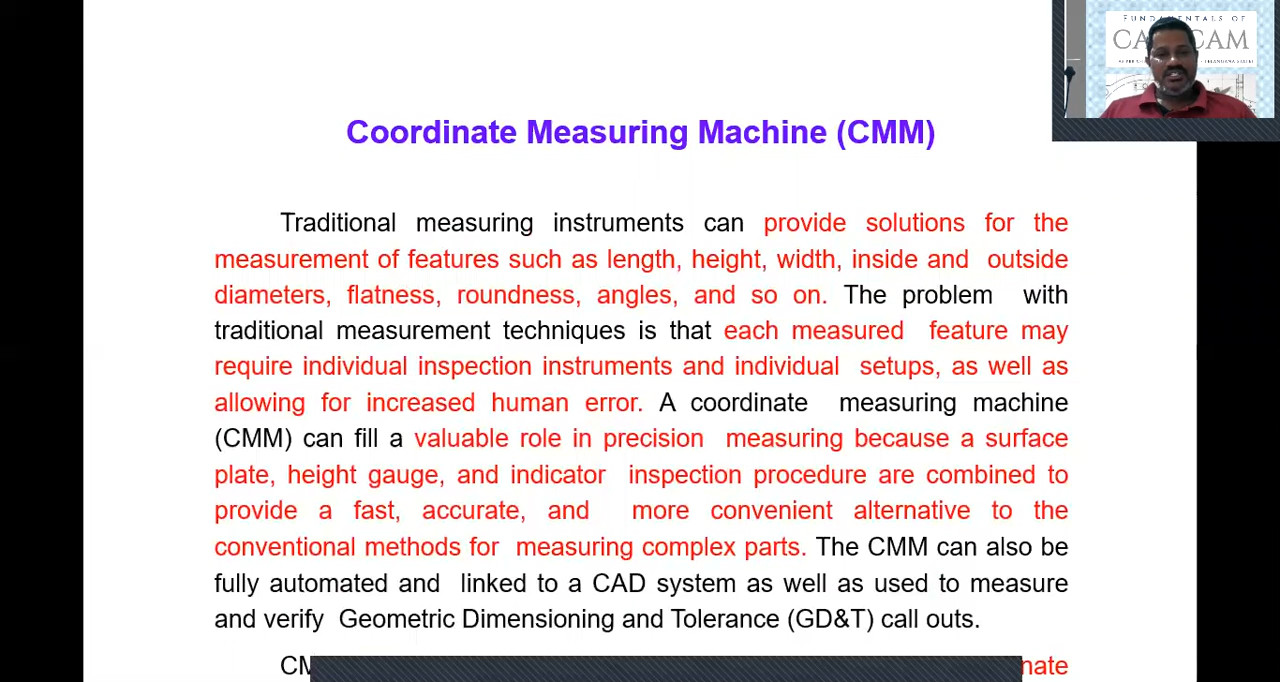 FUNDAMENTALS OF
Coordinate Measuring Machine (CMM)
Traditional measuring instruments can provide solutions for the
measurement of features such as length, height, width, inside and outside
diameters, flatness, roundness, angles, and so on. The problem with
traditional measurement techniques is that each measured feature may
require individual inspection instruments and individual setups, as well as
allowing for increased human error. A coordinate measuring machine
(CMM) can fill a valuable role in precision measuring because a surface
plate, height gauge, and indicator inspection procedure are combined to
provide a fast, accurate, and more convenient alternative to the
conventional methods for measuring complex parts. The CMM can also be
fully automated and linked to a CAD system as well as used to measure
and verify Geometric Dimensioning and Tolerance (GD&T) call outs.